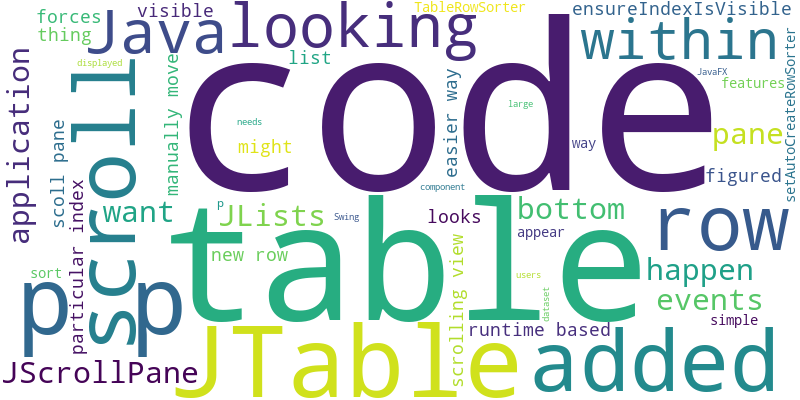 forces
thing
visible
Java
looking
TableRowSorter
ensureIndexIsVisible
within
displayed
list
code
JavaFX
features
setAutoCreateRowSorter
application
scroll
scoll pane
manually move
easier way
large
needs
might
way
pane
figured
particular index
want
component
p
JLists
Swing
table
looks
bottom
appear
row
new row
happen
sort
p p
scrolling view
users
dataset
events
simple
runtime based
JScrollPane
JTable
added